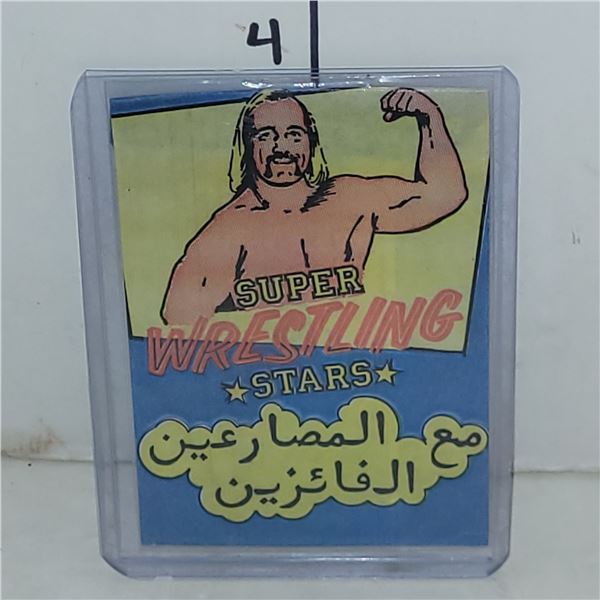 4
SUPER
WRESTLING
STARS
مع المصارعين
الفائزين